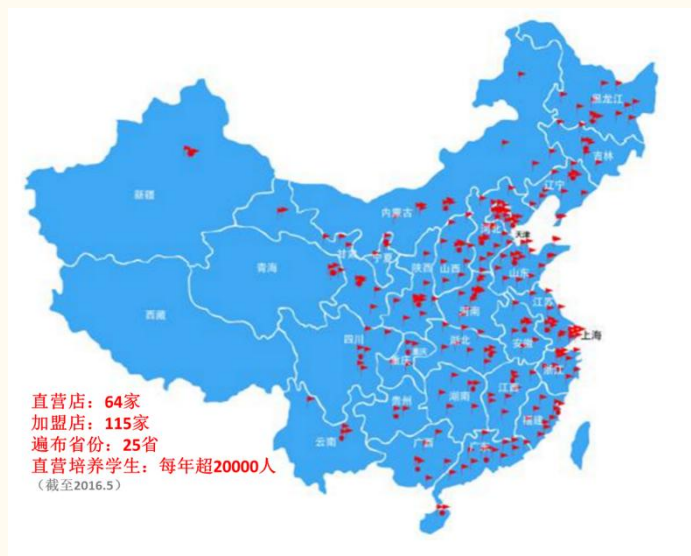 黑龙江
吉林
辽宁
新疆
内蒙古
河北
天津
甘肃
宁夏
青海
陕西
山西
山东
西藏
河南
江苏
四川
重庆
湖北
安徽
上海
浙江
贵州
湖南
江西
云南
广西
广东
福建
直营店：64家
加盟店：115家
遍布省份：25省
直营培养学生：每年超20000人
（截至2016.5）